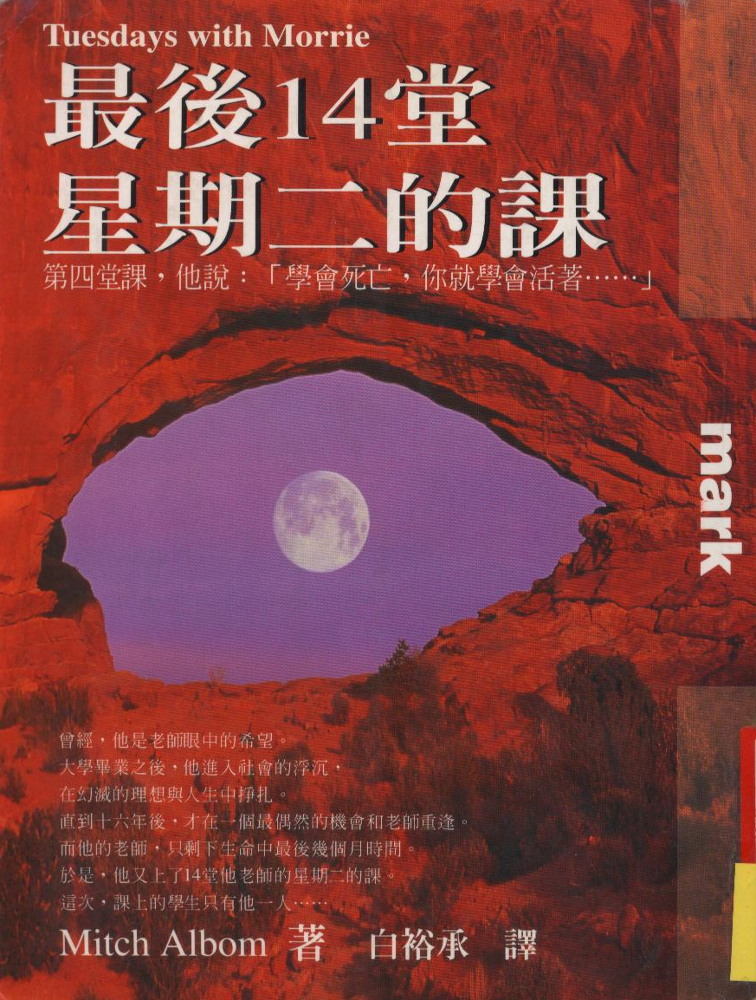 Tuesdays with Morrie
最後14堂
星期二的課
第四堂課，他說：「學會死亡，你就學會活著⋯⋯」
mark
曾經，他是老師眼中的希望。
大學畢業之後，他進入社會的浮沉，
在幻滅的理想與人生中掙扎。
直到十六年後，才在一個最偶然的機會和老師重逢。
而他的老師，只剩下生命中最後幾個月時間。
於是，他又上了14堂他老師的星期二的課。
這次，課上的學生只有他一人⋯⋯
Mitch Albom 著 白裕承 譯